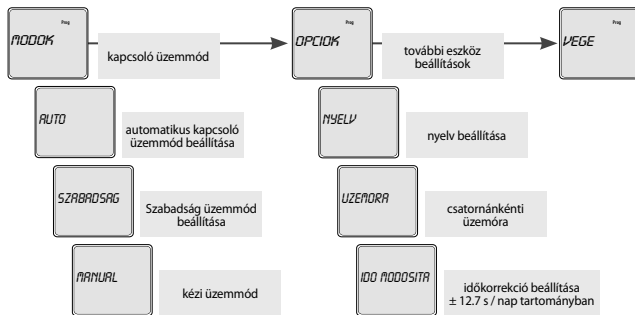 Prog
MODOK
kapcsoló üzemmód
Prog
OPCIOK
további eszköz
beállítások
Prog
VEGE
AUTO
automatikus kapcsoló
üzemmód beállítása
NYELV
nyelv beállítása
SZABADSAG
Szabadság üzemmód
beállítása
UZEMORA
csatornánkénti
üzemóra
MANUAL
kézi üzemmód
IDO MODOSITA
időkorrekció beállítása
± 12.7 s / nap tartományban